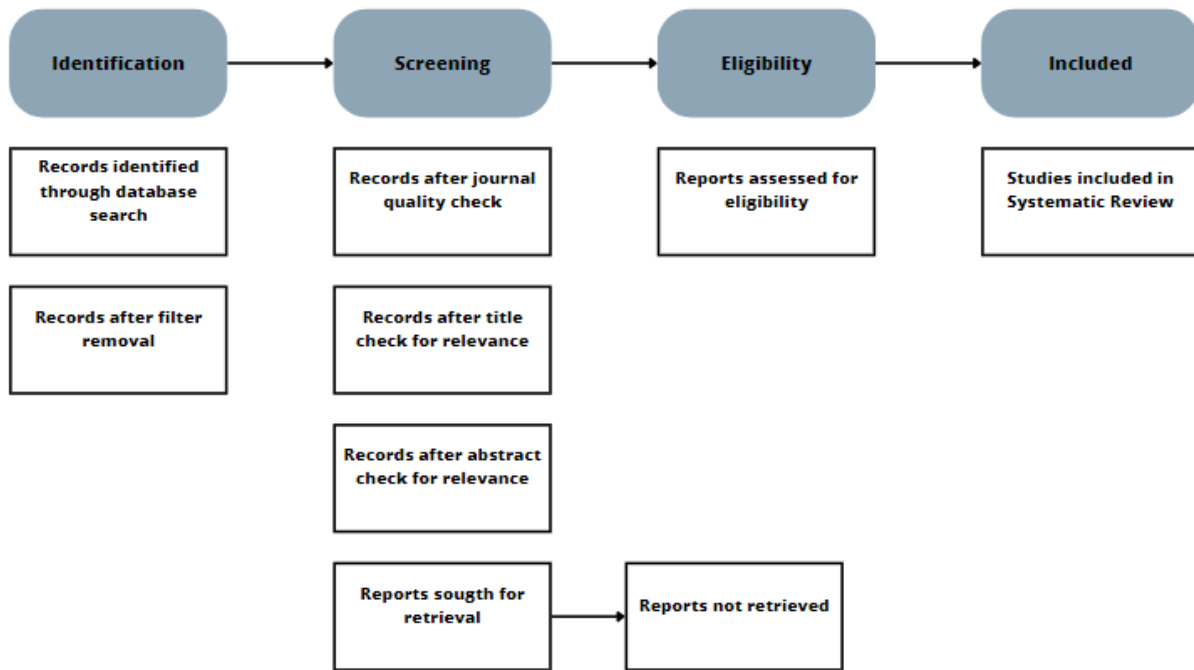 Identification
Screening
Eligibility
Included
Records identified
through database
search
Records after filter
removal
Records after journal
quality check
Records after title
check for relevance
Records after abstract
check for relevance
Reports sougth for
retrieval
Reports not retrieved
Reports assessed for
eligibility
Studies included in
Systematic Review